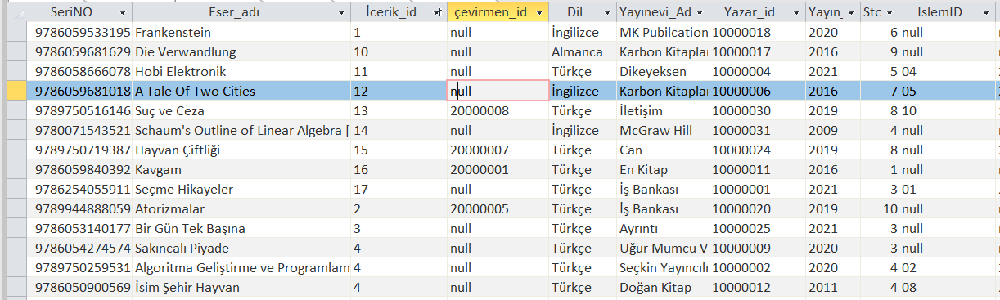 SeriNO Eser_adı İcerik_id çevirmen_id Dil Yayınevi_Ad Yazar_id Yayın_ Sto IslemID
9786059533195 Frankenstein 1 null İngilizce MK Pubilcation 10000018 2020 6 null
9786059681629 Die Verwandlung 10 null Almanca Karbon Kitapla 10000017 2016 9 null
9786058666078 Hobi Elektronik 11 null Türkçe Dikeyeksen 10000004 2021 5 04
9786059681018 A Tale Of Two Cities 12 null İngilizce Karbon Kitapla 10000006 2016 7 05
9789750516146 Suç ve Ceza 13 20000008 Türkçe İletişim 10000030 2019 8 10
9780071543521 Schaum's Outline of Linear Algebra [ 14 null İngilizce McGraw Hill 10000031 2009 4 null
9789750719387 Hayvan Çiftliği 15 20000007 Türkçe Can 10000024 2019 8 null
9786059840392 Kavgam 16 20000001 Türkçe En Kitap 10000011 2016 1 null
9786254055911 Seçme Hikayeler 17 null Türkçe İş Bankası 10000001 2021 3 01
9789944888059 Aforizmalar 2 20000005 Türkçe İş Bankası 10000020 2019 10 null
9786053140177 Bir Gün Tek Başına 3 null Türkçe Ayrıntı 10000025 2021 3 null
9786054274574 Sakıncalı Piyade 4 null Türkçe Uğur Mumcu V 10000009 2020 3 null
9789750259531 Algoritma Geliştirme ve Programlam 4 null Türkçe Seçkin Yayıncılı 10000002 2020 4 02
9786050900569 İsim Şehir Hayvan 4 null Türkçe Doğan Kitap 10000012 2011 4 08